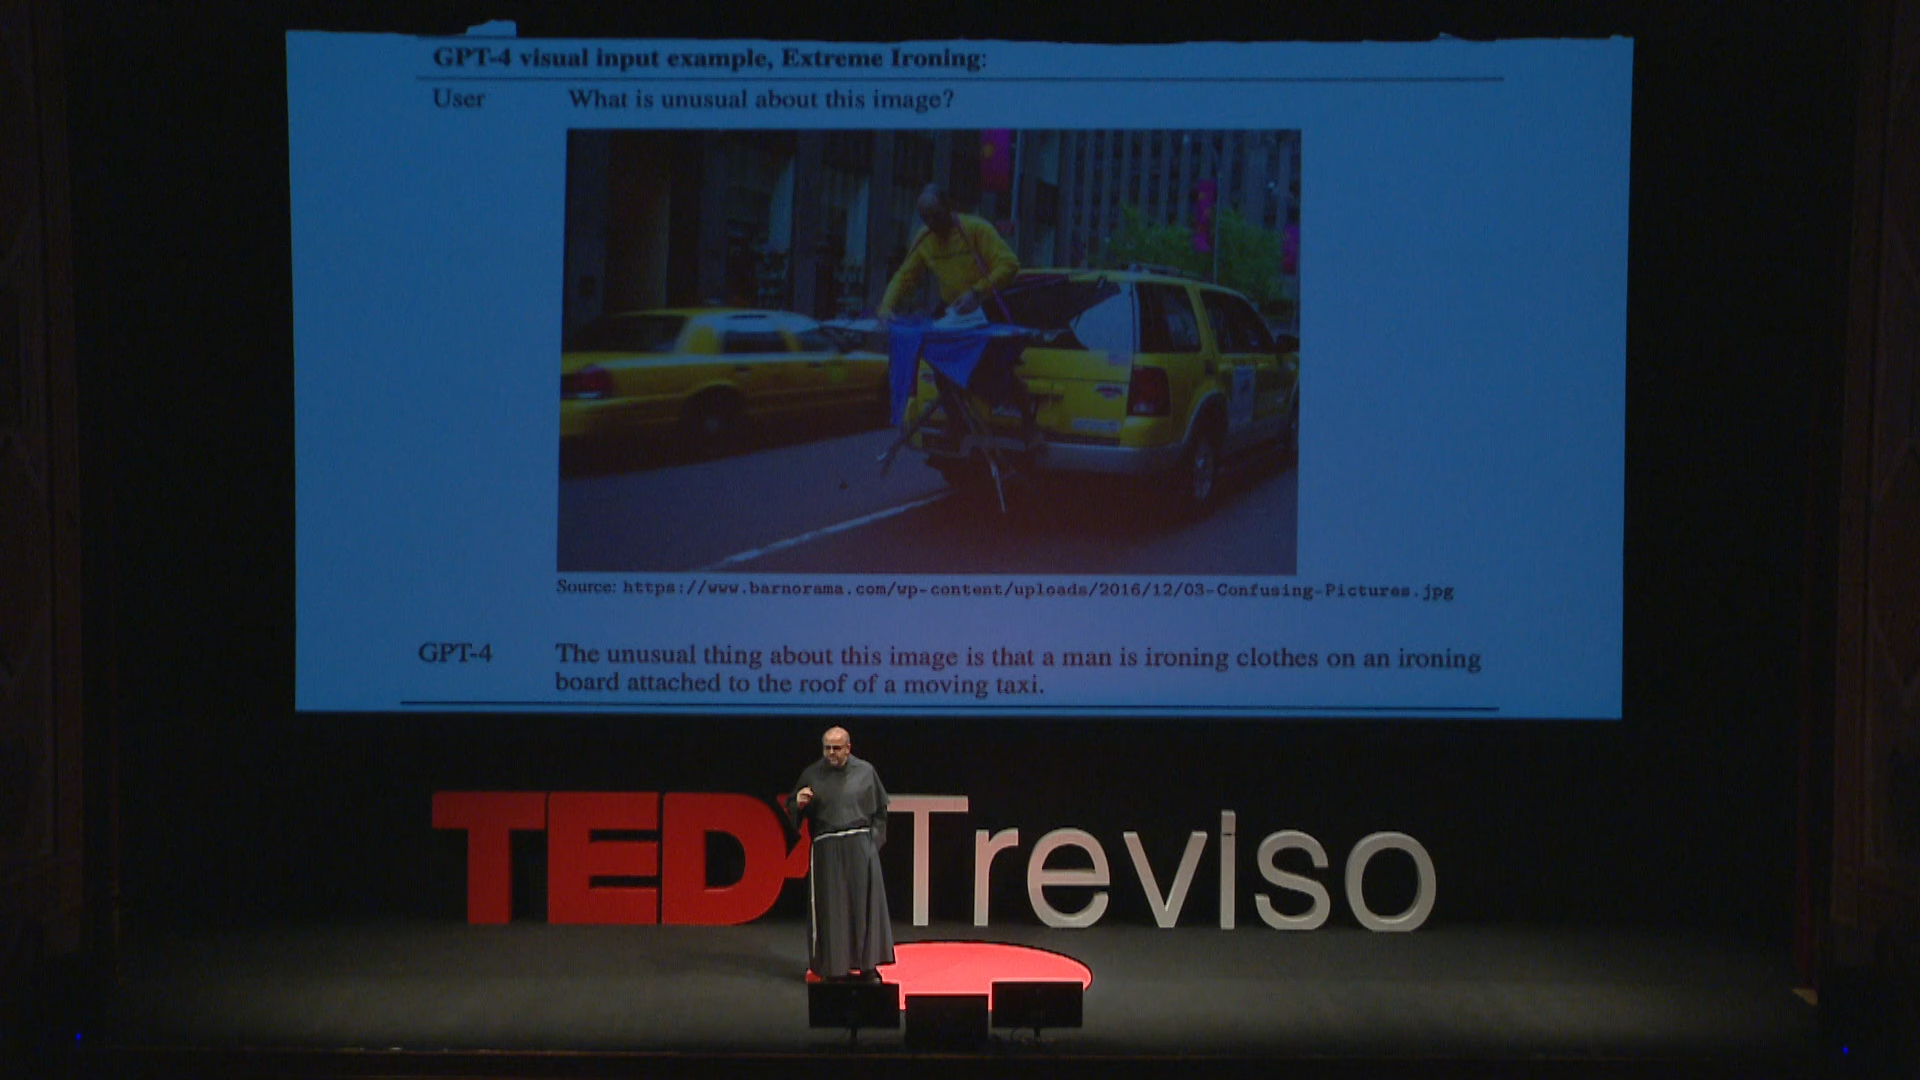 GPT-4 visual input example, Extreme Ironing:
User What is unusual about this image?
Source: https://www.barnorama.com/wp-content/uploads/2016/12/03-Confusing-Pictures.jpg
GPT-4 The unusual thing about this image is that a man is ironing clothes on an ironing
board attached to the roof of a moving taxi.
TEDx Treviso